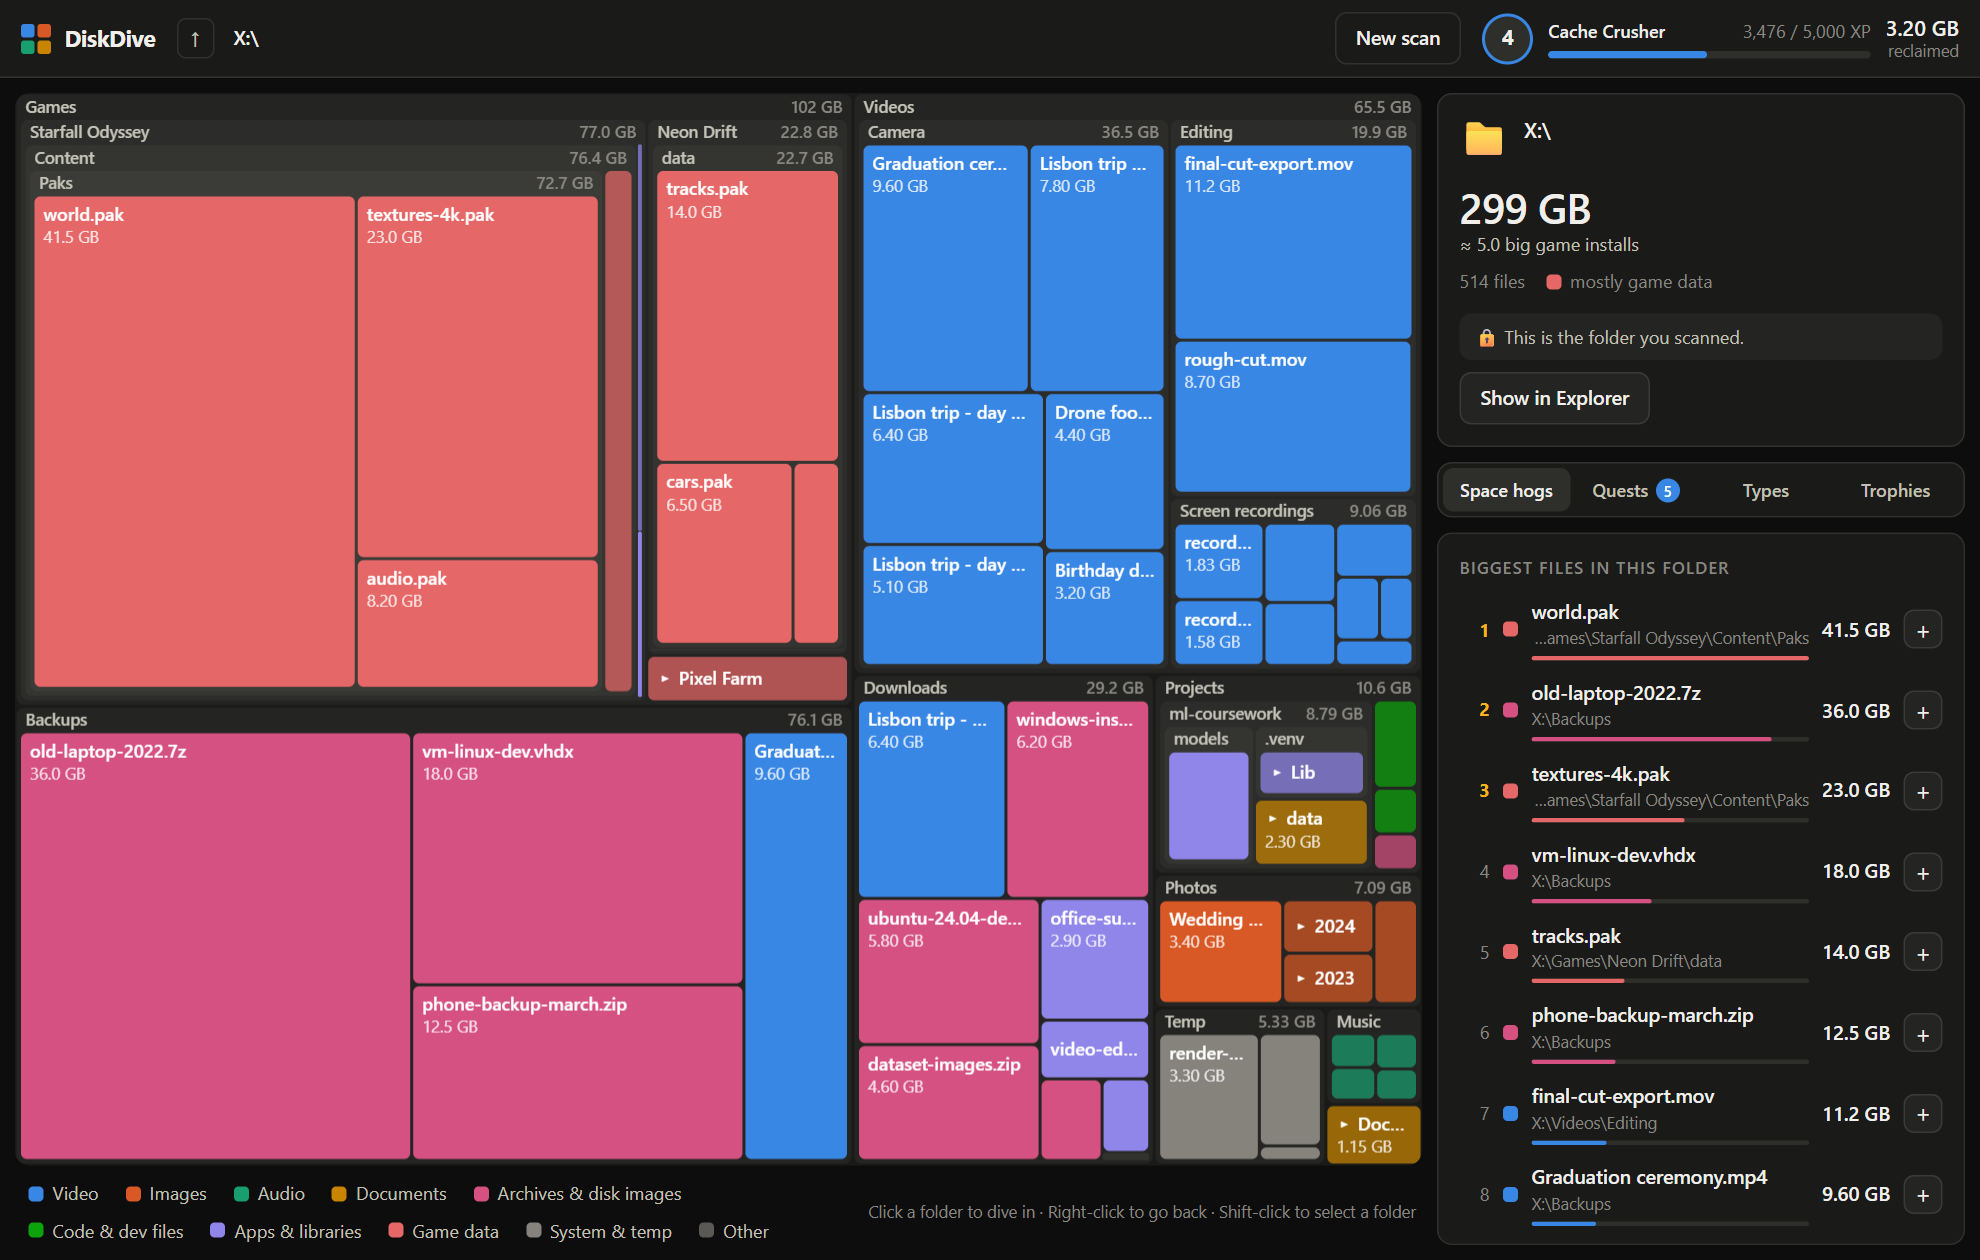 DiskDive
↑
X:\
New scan
4
Cache Crusher
3,476 / 5,000 XP
3.20 GB
reclaimed
Games
102 GB
Starfall Odyssey
77.0 GB
Content
76.4 GB
Paks
72.7 GB
world.pak
41.5 GB
textures-4k.pak
23.0 GB
audio.pak
8.20 GB
Neon Drift
22.8 GB
data
22.7 GB
tracks.pak
14.0 GB
cars.pak
6.50 GB
▸ Pixel Farm
Backups
76.1 GB
old-laptop-2022.7z
36.0 GB
vm-linux-dev.vhdx
18.0 GB
phone-backup-march.zip
12.5 GB
Graduat...
9.60 GB
Videos
65.5 GB
Camera
36.5 GB
Graduation cer...
9.60 GB
Lisbon trip ...
7.80 GB
Lisbon trip - day ...
6.40 GB
Drone foo...
4.40 GB
Lisbon trip - day ...
5.10 GB
Birthday d...
3.20 GB
Editing
19.9 GB
final-cut-export.mov
11.2 GB
rough-cut.mov
8.70 GB
Screen recordings
9.06 GB
record...
1.83 GB
record...
1.58 GB
Downloads
29.2 GB
Lisbon trip - ...
6.40 GB
windows-ins...
6.20 GB
ubuntu-24.04-de...
5.80 GB
office-su...
2.90 GB
video-ed...
dataset-images.zip
4.60 GB
Projects
10.6 GB
ml-coursework
8.79 GB
models
.venv
▸ Lib
▸ data
2.30 GB
Photos
7.09 GB
Wedding ...
3.40 GB
▸ 2024
▸ 2023
Temp
5.33 GB
render-...
3.30 GB
Music
▸ Doc...
1.15 GB
Video
Images
Audio
Documents
Archives & disk images
Code & dev files
Apps & libraries
Game data
System & temp
Other
Click a folder to dive in · Right-click to go back · Shift-click to select a folder
X:\
299 GB
≈ 5.0 big game installs
514 files
mostly game data
This is the folder you scanned.
Show in Explorer
Space hogs
Quests 5
Types
Trophies
BIGGEST FILES IN THIS FOLDER
1
world.pak
...ames\Starfall Odyssey\Content\Paks
41.5 GB
+
2
old-laptop-2022.7z
X:\Backups
36.0 GB
+
3
textures-4k.pak
...ames\Starfall Odyssey\Content\Paks
23.0 GB
+
4
vm-linux-dev.vhdx
X:\Backups
18.0 GB
+
5
tracks.pak
X:\Games\Neon Drift\data
14.0 GB
+
6
phone-backup-march.zip
X:\Backups
12.5 GB
+
7
final-cut-export.mov
X:\Videos\Editing
11.2 GB
+
8
Graduation ceremony.mp4
X:\Backups
9.60 GB
+